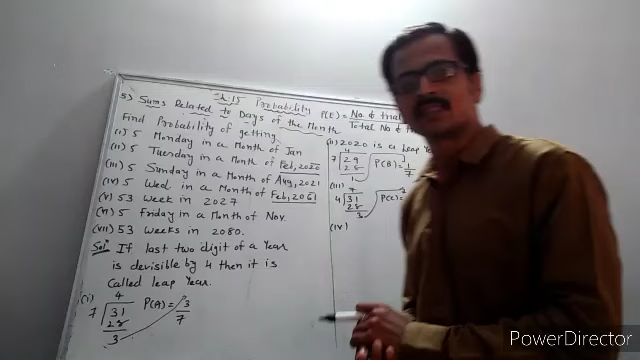 Ch.15 Probability
5) Sums Related to Days of the Month
Find Probability of getting
(i) 5 Monday in a Month of Jan
(ii) 5 Tuesday in a Month of Feb, 2020
(iii) 5 Sunday in a Month of Aug, 2021
(iv) 5 Wed in a Month of Feb, 2061
(v) 53 week in 2027
(vi) 5 Friday in a Month of Nov.
(vii) 53 weeks in 2080.
Solⁿ If last two digit of a Year
is devisible by 4 then it is
Called leap Year.
(i) 4
7 31 P(A) = 3/7
28
3
P(E) = No. of trial
Total No. of
(ii) 2020 is a leap Ye
4
7 29 P(B) = 1/7
28
1
(iii) 7
4 31 P(C) =
28
3
(iv)
PowerDirector